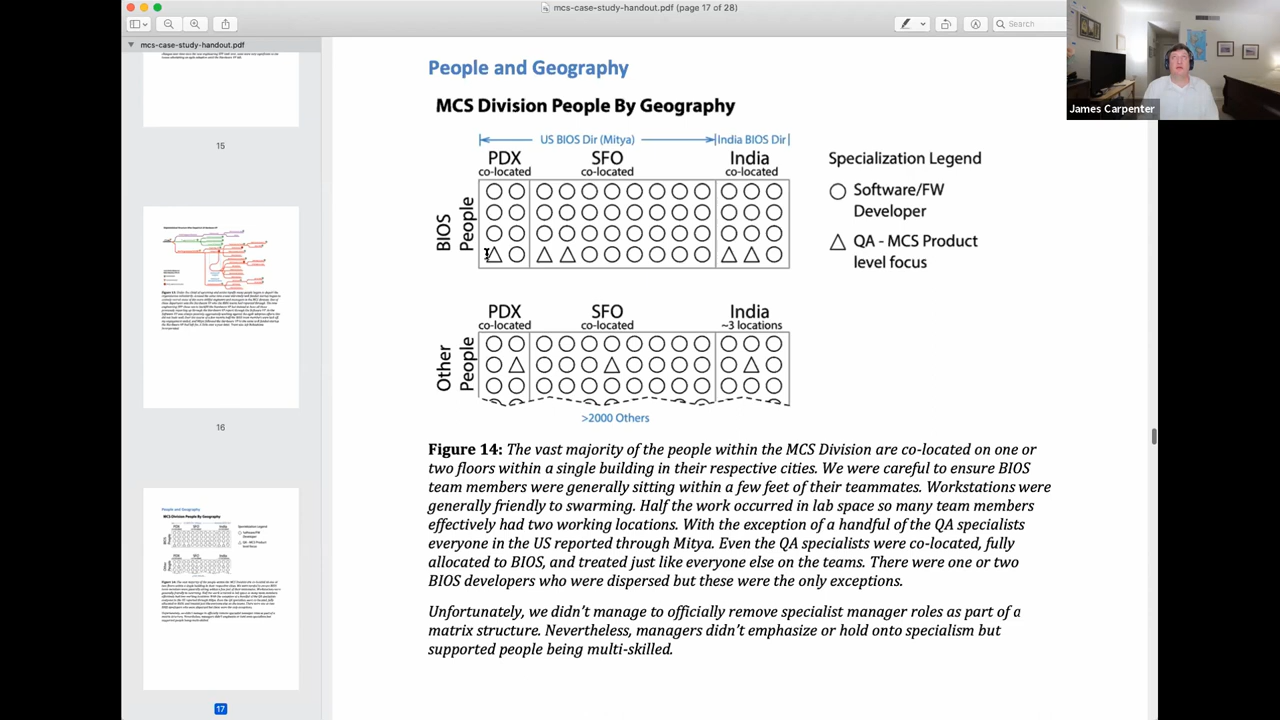 mcs-case-study-handout.pdf (page 17 of 28)
Search
mcs-case-study-handout.pdf
15
16
17
James Carpenter
People and Geography
MCS Division People By Geography
US BIOS Dir (Mitya)
India BIOS Dir
PDX
co-located
SFO
co-located
India
co-located
BIOS
People
Specialization Legend
Software/FW
Developer
QA - MCS Product
level focus
PDX
co-located
SFO
co-located
India
~3 locations
Other
People
>2000 Others
Figure 14: The vast majority of the people within the MCS Division are co-located on one or
two floors within a single building in their respective cities. We were careful to ensure BIOS
team members were generally sitting within a few feet of their teammates. Workstations were
generally friendly to swarming. Half the work occurred in lab space so many team members
effectively had two working locations. With the exception of a handful of the QA specialists
everyone in the US reported through Mitya. Even the QA specialists were co-located, fully
allocated to BIOS, and treated just like everyone else on the teams. There were one or two
BIOS developers who were dispersed but these were the only exceptions.
Unfortunately, we didn't manage to officially remove specialist manager roles as part of a
matrix structure. Nevertheless, managers didn't emphasize or hold onto specialism but
supported people being multi-skilled.